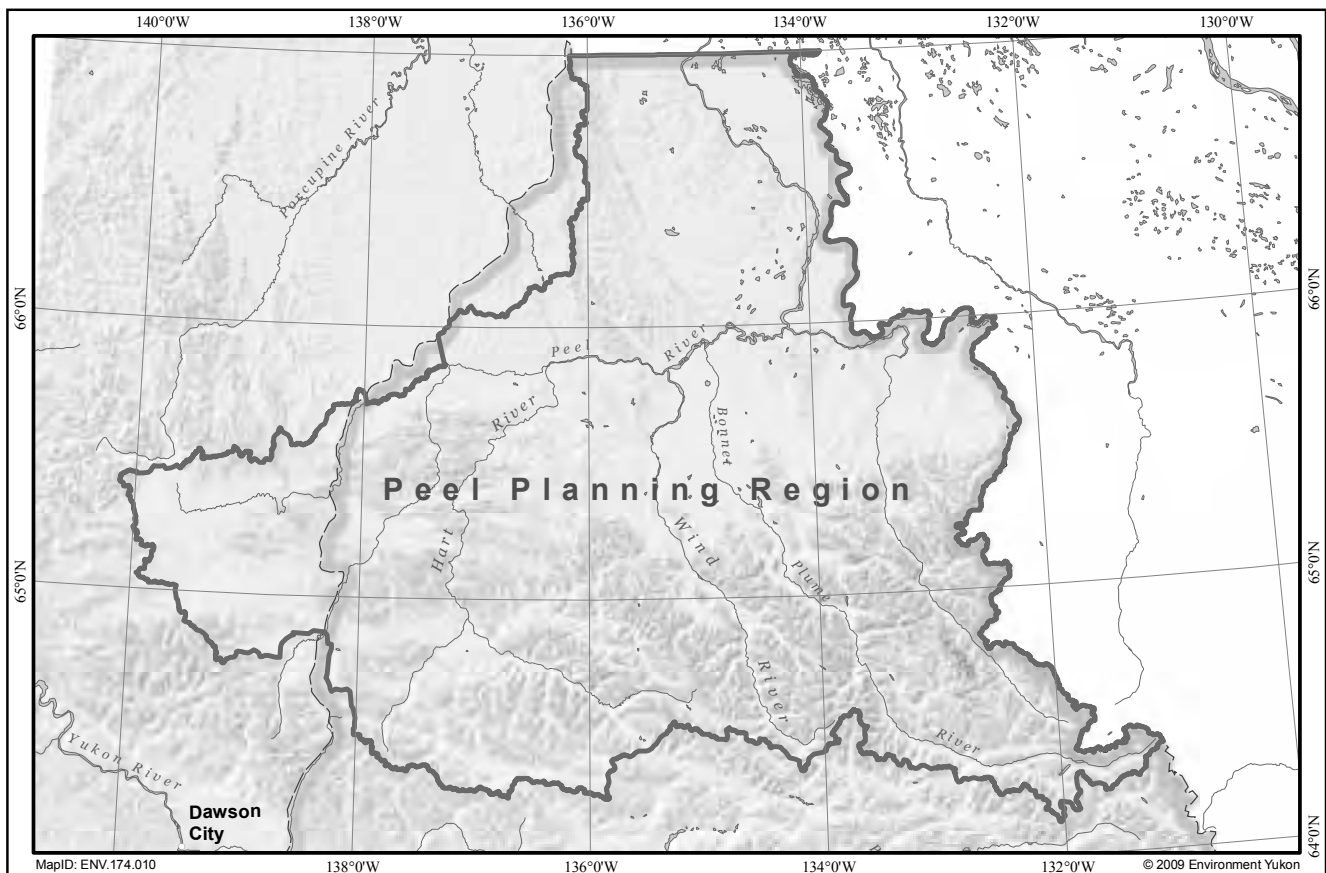 140°0'W 138°0'W 136°0'W 134°0'W 132°0'W 130°0'W
Porcupine River
66°0'N
66°0'N
Peel River
River
Bonnet
Peel Planning Region
Hart
Wind
Plume
65°0'N
65°0'N
River
River
Yukon River
Dawson
City
64°0'N
MapID: ENV.174.010
138°0'W 136°0'W 134°0'W 132°0'W
© 2009 Environment Yukon